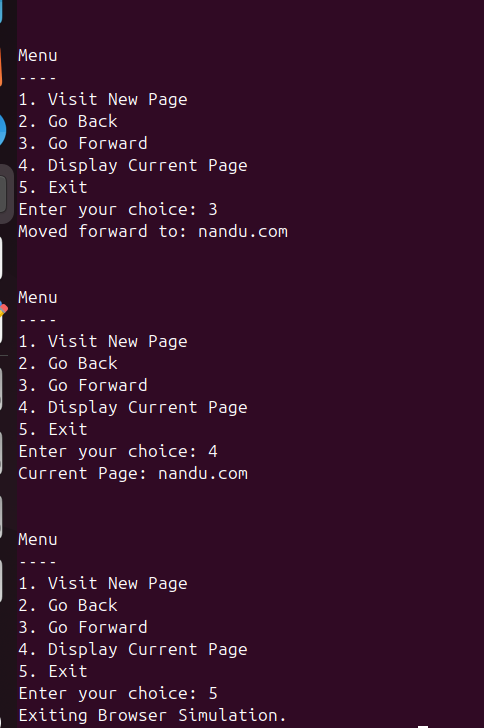 Menu
----
1. Visit New Page
2. Go Back
3. Go Forward
4. Display Current Page
5. Exit
Enter your choice: 3
Moved forward to: nandu.com
Menu
----
1. Visit New Page
2. Go Back
3. Go Forward
4. Display Current Page
5. Exit
Enter your choice: 4
Current Page: nandu.com
Menu
----
1. Visit New Page
2. Go Back
3. Go Forward
4. Display Current Page
5. Exit
Enter your choice: 5
Exiting Browser Simulation.